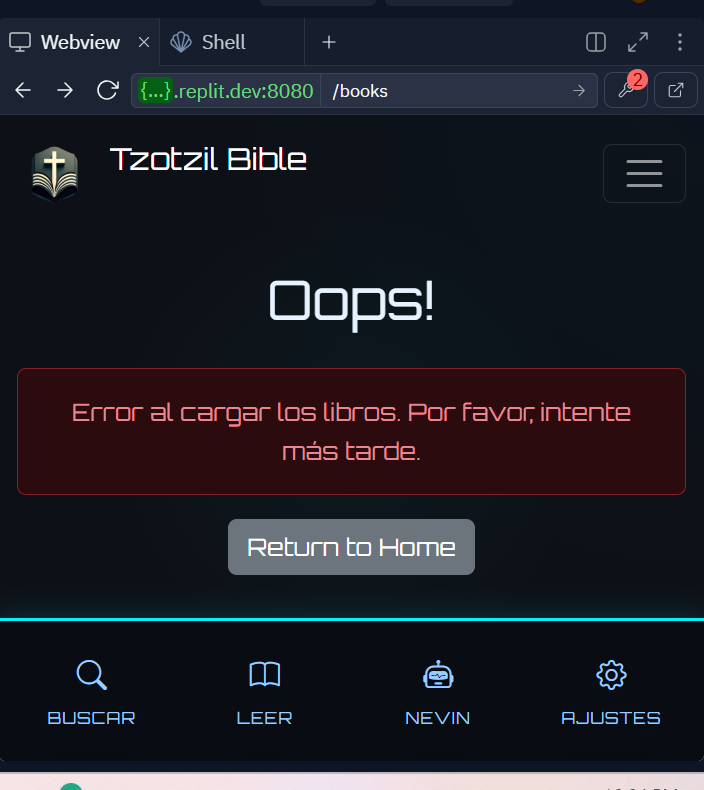 Webview
Shell
{...}.replit.dev:8080 /books
2
Tzotzil Bible
Oops!
Error al cargar los libros. Por favor, intente
más tarde.
Return to Home
BUSCAR LEER NEVIN AJUSTES